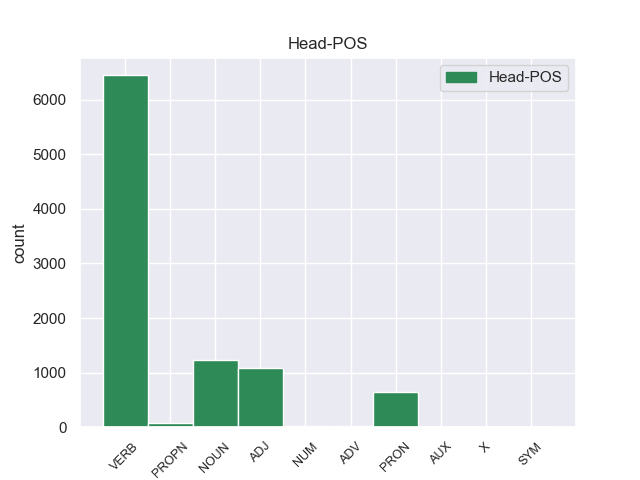 Head-POS
Head-POS
count
6000
5000
4000
3000
2000
1000
0
VERB
PROPN
NOUN
ADJ
NUM
ADV
PRON
AUX
X
SYM